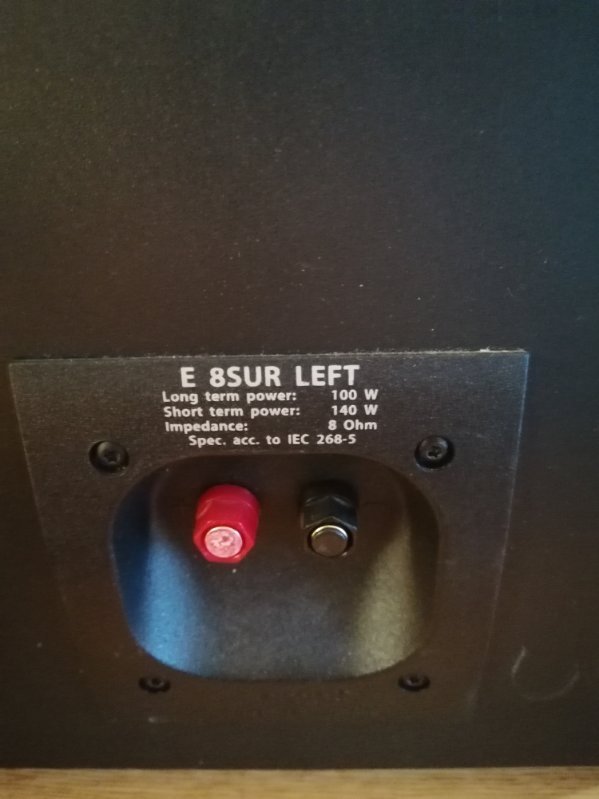 E 8SUR LEFT
Long term power: 100 W
Short term power: 140 W
Impedance: 8 Ohm
Spec. acc. to IEC 268-5